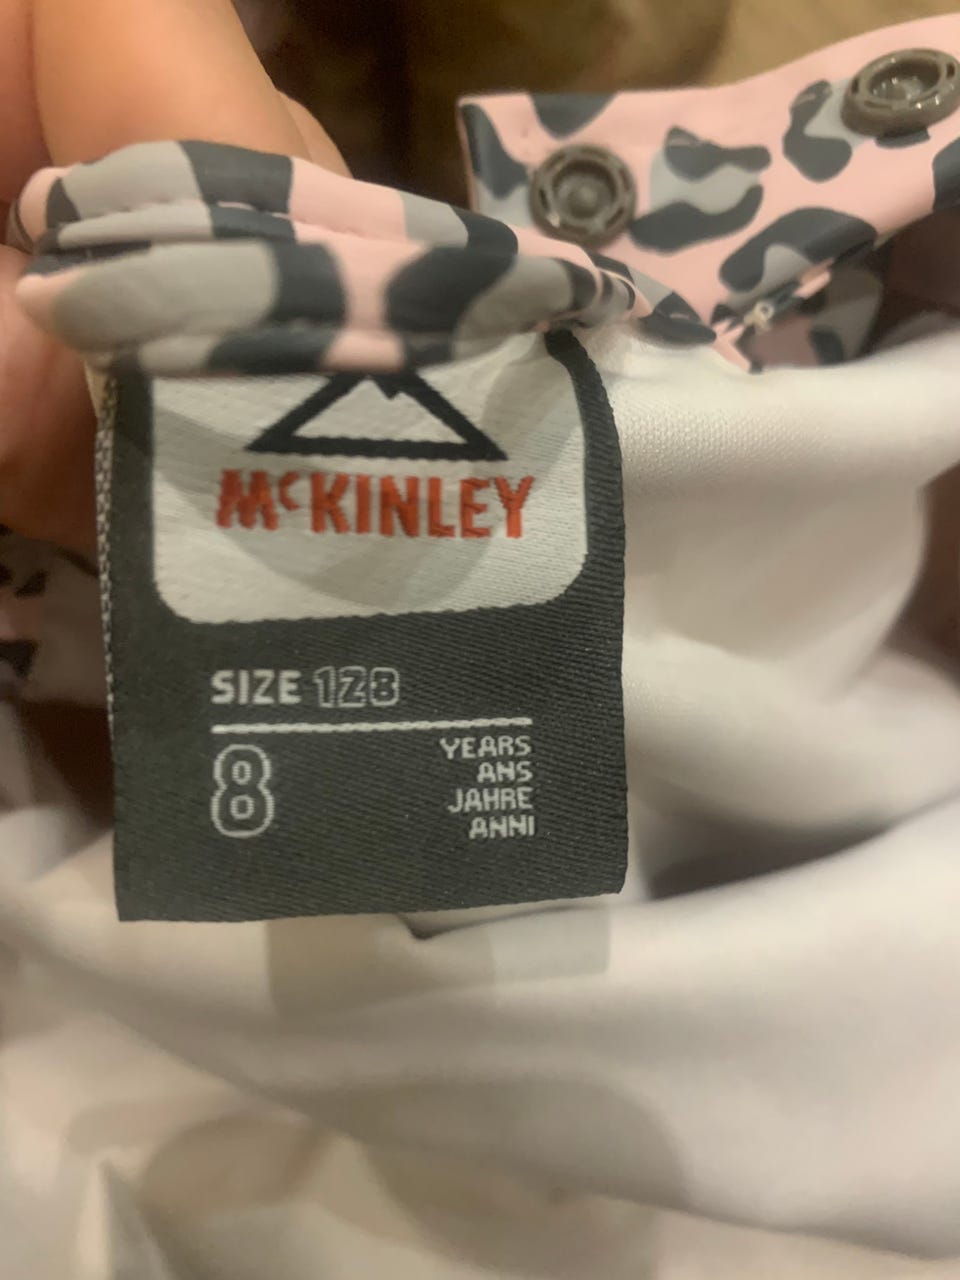 McKINLEY
SIZE 128
8
YEARS
ANS
JAHRE
ANNI